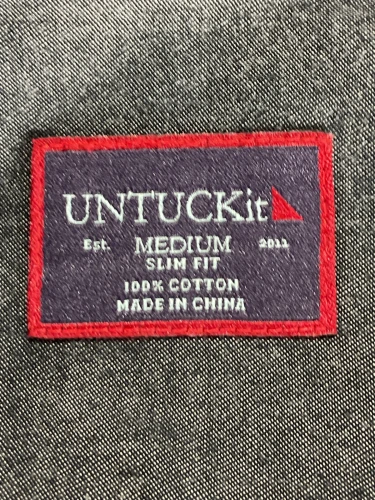 UNTUCKit
Est. MEDIUM 2011
SLIM FIT
100% COTTON
MADE IN CHINA